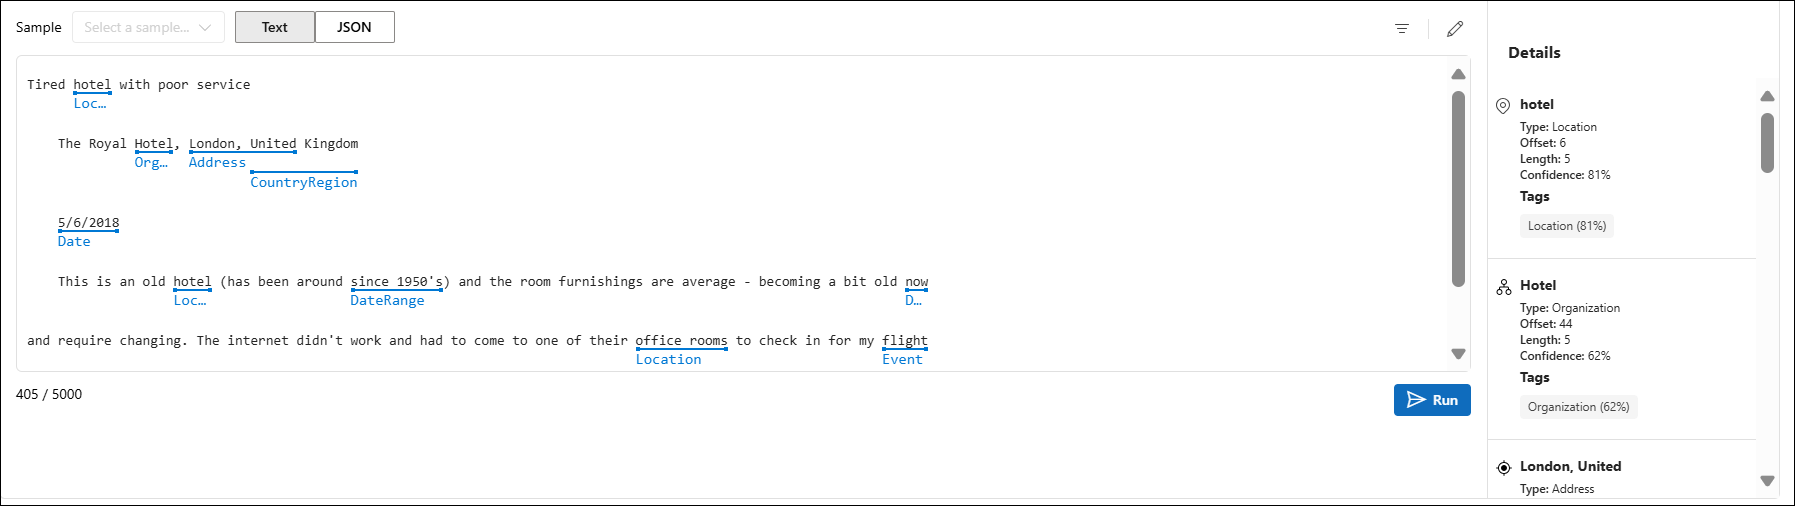 Sample Select a sample... Text JSON
Tired hotel with poor service
Loc…
The Royal Hotel, London, United Kingdom
Org… Address
CountryRegion
5/6/2018
Date
This is an old hotel (has been around since 1950's) and the room furnishings are average - becoming a bit old now
Loc… DateRange D…
and require changing. The internet didn't work and had to come to one of their office rooms to check in for my flight
Location Event
405 / 5000
Run
Details
hotel
Type: Location
Offset: 6
Length: 5
Confidence: 81%
Tags
Location (81%)
Hotel
Type: Organization
Offset: 44
Length: 5
Confidence: 62%
Tags
Organization (62%)
London, United
Type: Address